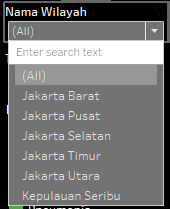 Nama Wilayah
(All)
Enter search text
(All)
Jakarta Barat
Jakarta Pusat
Jakarta Selatan
Jakarta Timur
Jakarta Utara
Kepulauan Seribu